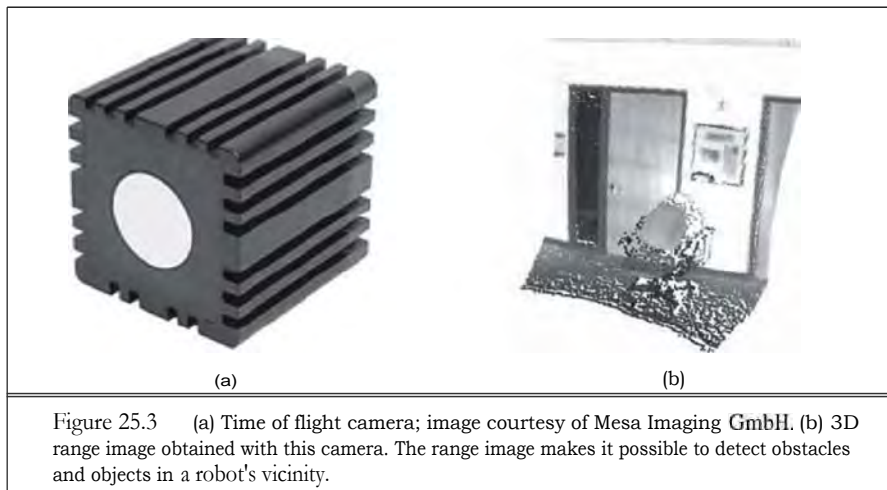 (a)
(b)
Figure 25.3 (a) Time of flight camera; image courtesy of Mesa Imaging GmbH. (b) 3D
range image obtained with this camera. The range image makes it possible to detect obstacles
and objects in a robot's vicinity.